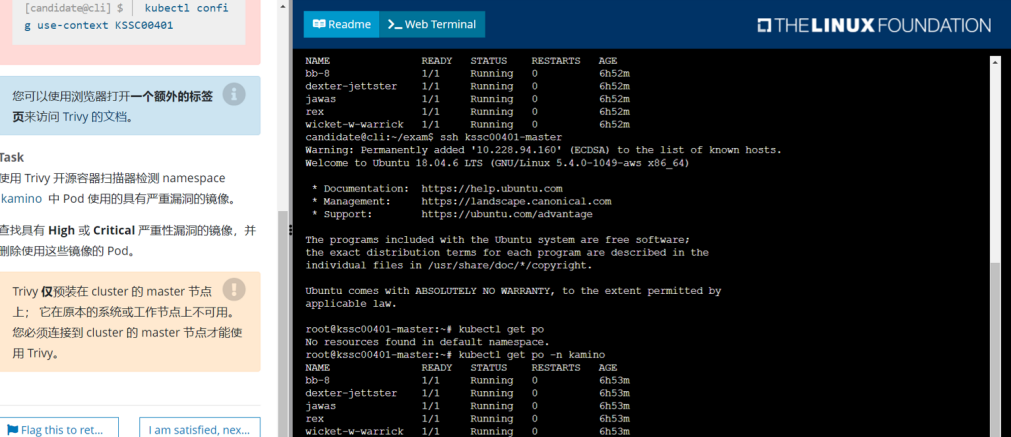 [candidate@cli] $ | kubectl confi
g use-context KSSC00401
您可以使用浏览器打开一个额外的标签
页来访问 Trivy 的文档。
Task
使用 Trivy 开源容器扫描器检测 namespace
kamino 中 Pod 使用的具有严重漏洞的镜像。
查找具有 High 或 Critical 严重性漏洞的镜像，并
删除使用这些镜像的 Pod。
Trivy 仅预装在 cluster 的 master 节点
上； 它在原本的系统或工作节点上不可用。
您必须连接到 cluster 的 master 节点才能使
用 Trivy。
Flag this to ret...
I am satisfied, nex...
Readme
Web Terminal
THE LINUX FOUNDATION
NAME READY STATUS RESTARTS AGE
bb-8 1/1 Running 0 6h52m
dexter-jettster 1/1 Running 0 6h52m
jawas 1/1 Running 0 6h52m
rex 1/1 Running 0 6h52m
wicket-w-warrick 1/1 Running 0 6h52m
candidate@cli:~/exam$ ssh kssc00401-master
Warning: Permanently added '10.228.94.160' (ECDSA) to the list of known hosts.
Welcome to Ubuntu 18.04.6 LTS (GNU/Linux 5.4.0-1049-aws x86_64)
* Documentation: https://help.ubuntu.com
* Management: https://landscape.canonical.com
* Support: https://ubuntu.com/advantage
The programs included with the Ubuntu system are free software;
the exact distribution terms for each program are described in the
individual files in /usr/share/doc/*/copyright.
Ubuntu comes with ABSOLUTELY NO WARRANTY, to the extent permitted by
applicable law.
root@kssc00401-master:~# kubectl get po
No resources found in default namespace.
root@kssc00401-master:~# kubectl get po -n kamino
NAME READY STATUS RESTARTS AGE
bb-8 1/1 Running 0 6h53m
dexter-jettster 1/1 Running 0 6h53m
jawas 1/1 Running 0 6h53m
rex 1/1 Running 0 6h53m
wicket-w-warrick 1/1 Running 0 6h53m